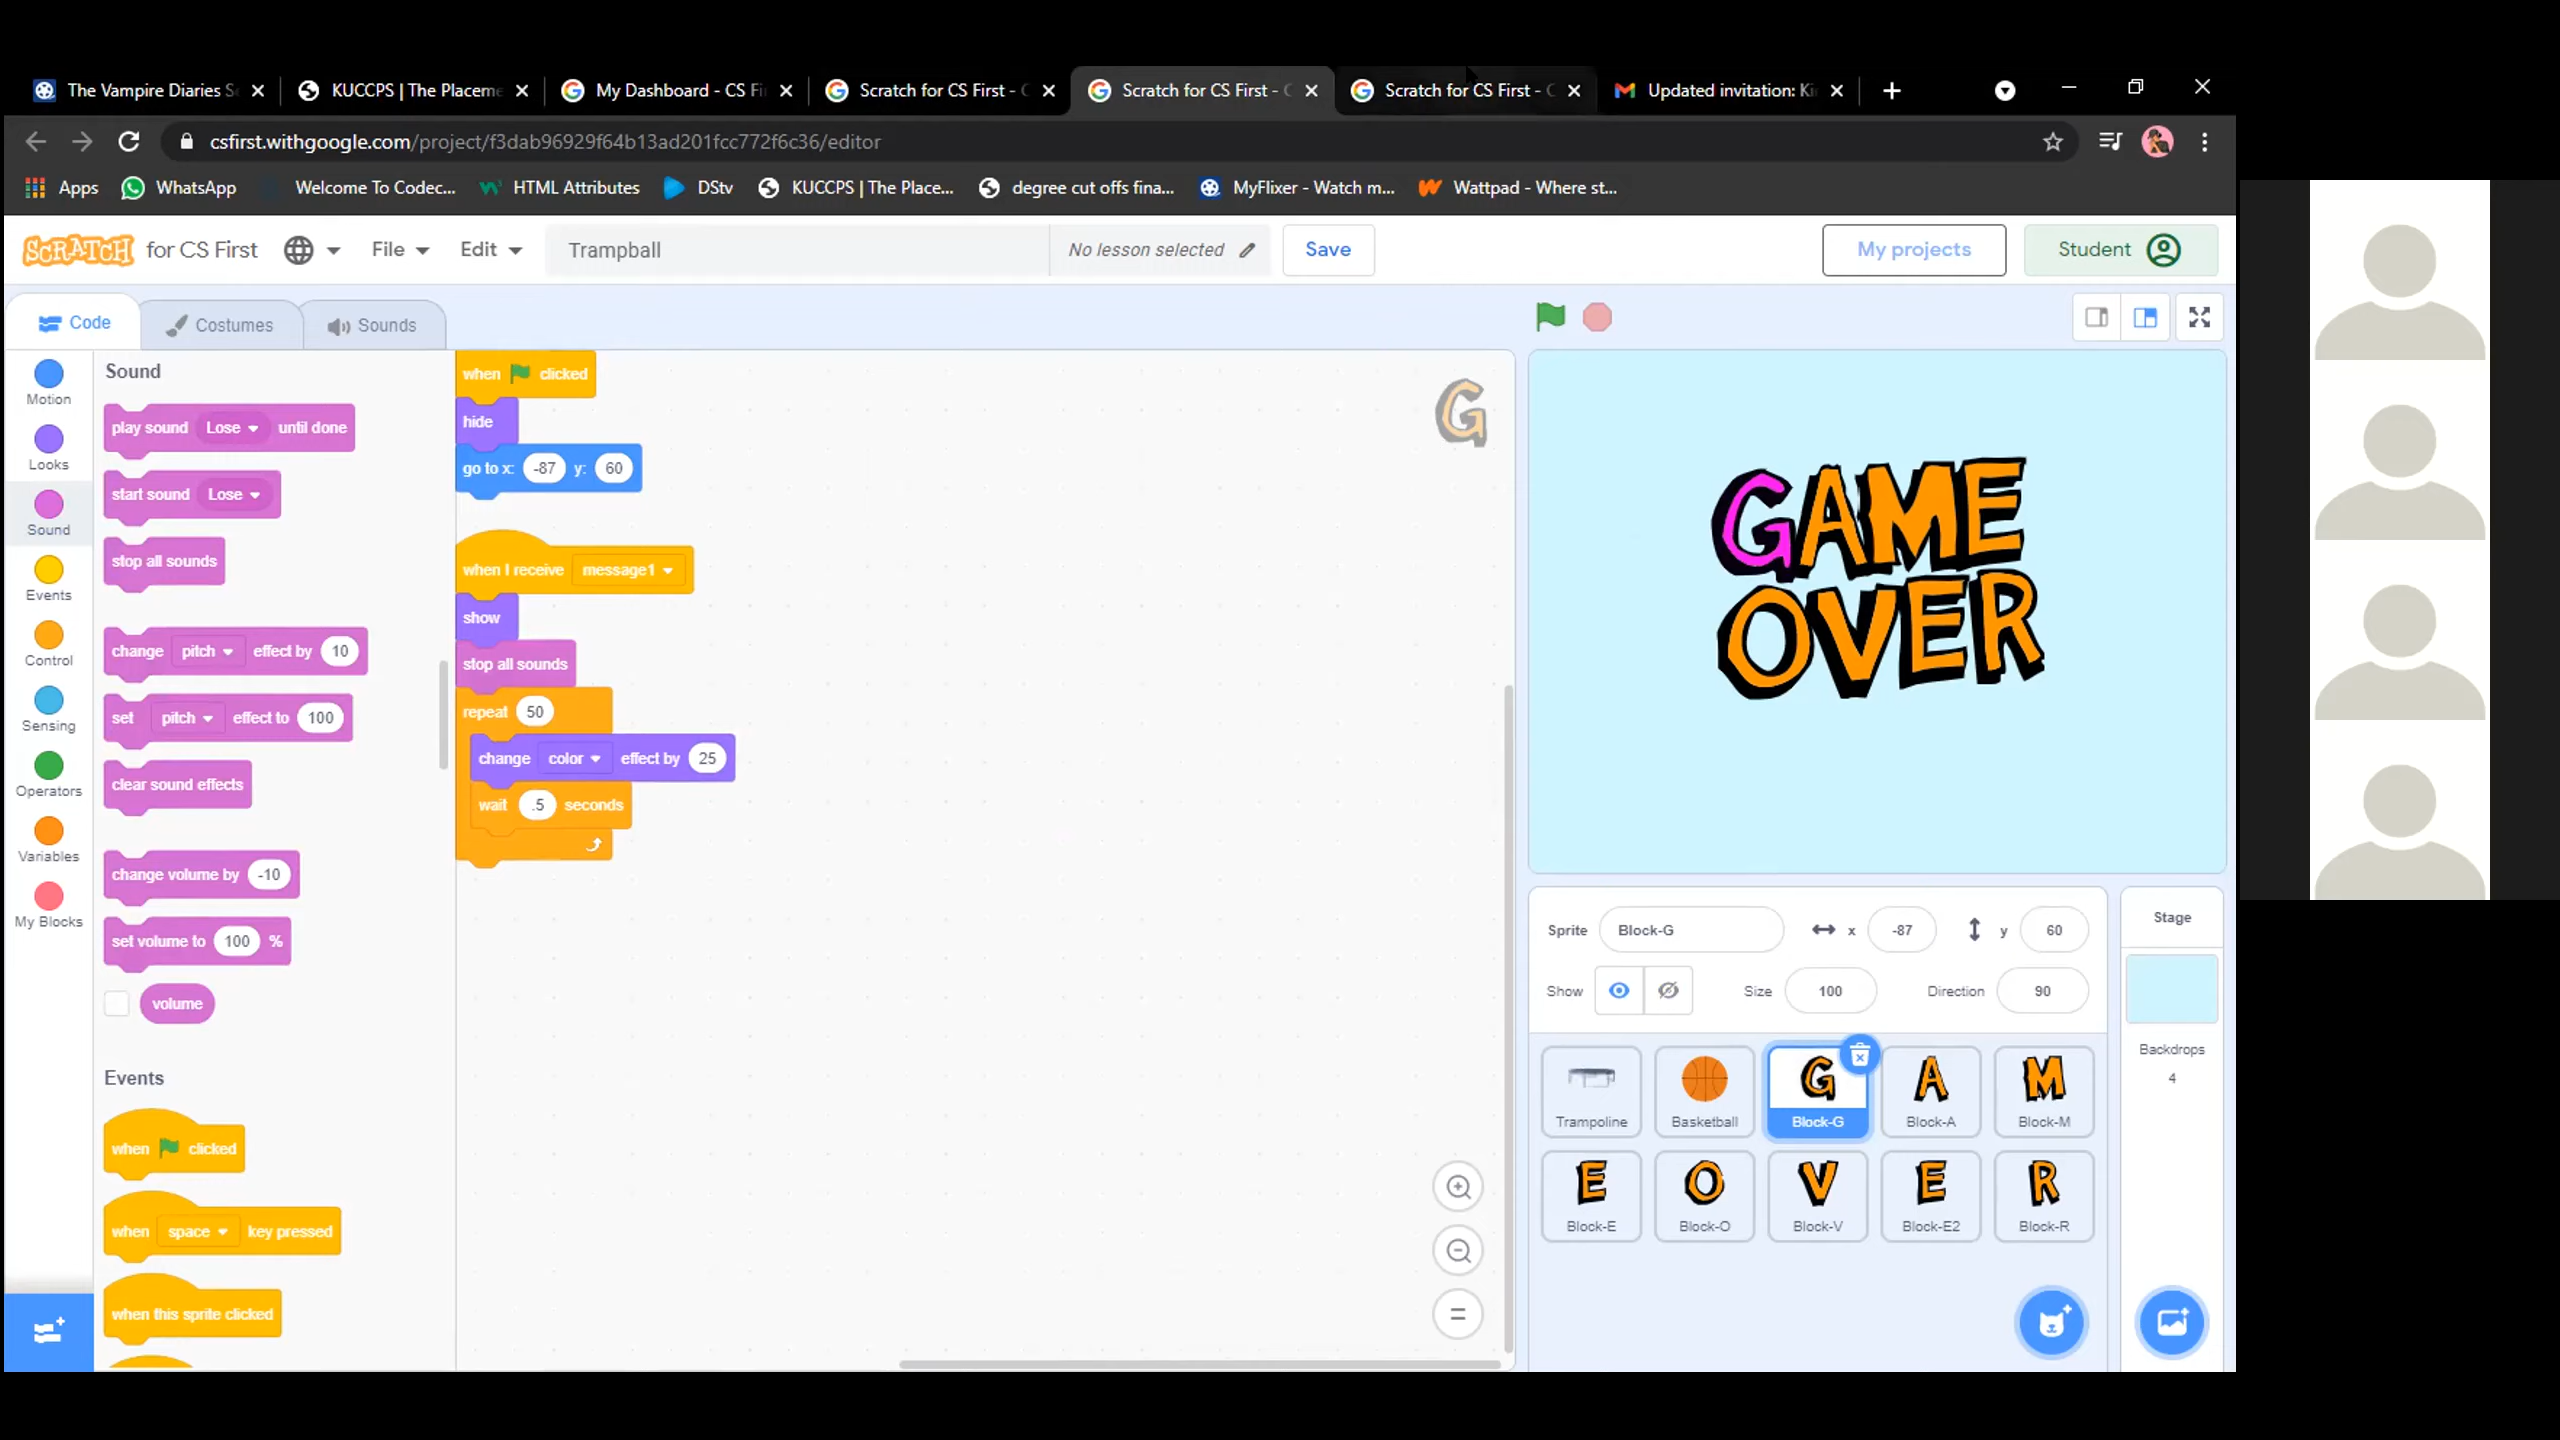 The Vampire Diaries S
KUCCPS | The Placeme
My Dashboard - CS Fi
Scratch for CS First - C
Scratch for CS First - C
Scratch for CS First - C
Updated invitation: Ki
csfirst.withgoogle.com/project/f3dab96929f64b13ad201fcc772f6c36/editor
Apps
WhatsApp
Welcome To Codec...
HTML Attributes
DStv
KUCCPS | The Place...
degree cut offs fina...
MyFlixer - Watch m...
Wattpad - Where st...
SCRATCH for CS First
File
Edit
Trampball
No lesson selected
Save
My projects
Student
Code
Costumes
Sounds
Motion
Looks
Sound
Events
Control
Sensing
Operators
Variables
My Blocks
Sound
play sound Lose until done
start sound Lose
stop all sounds
change pitch effect by 10
set pitch effect to 100
clear sound effects
change volume by -10
set volume to 100 %
volume
Events
when clicked
when space key pressed
when this sprite clicked
when clicked
hide
go to x: -87 y: 60
when I receive message1
show
stop all sounds
repeat 50
change color effect by 25
wait .5 seconds
G
GAME
OVER
Sprite Block-G x -87 y 60
Show Size 100 Direction 90
Trampoline
Basketball
G
Block-G
A
Block-A
M
Block-M
E
Block-E
O
Block-O
V
Block-V
E
Block-E2
R
Block-R
Stage
Backdrops
4